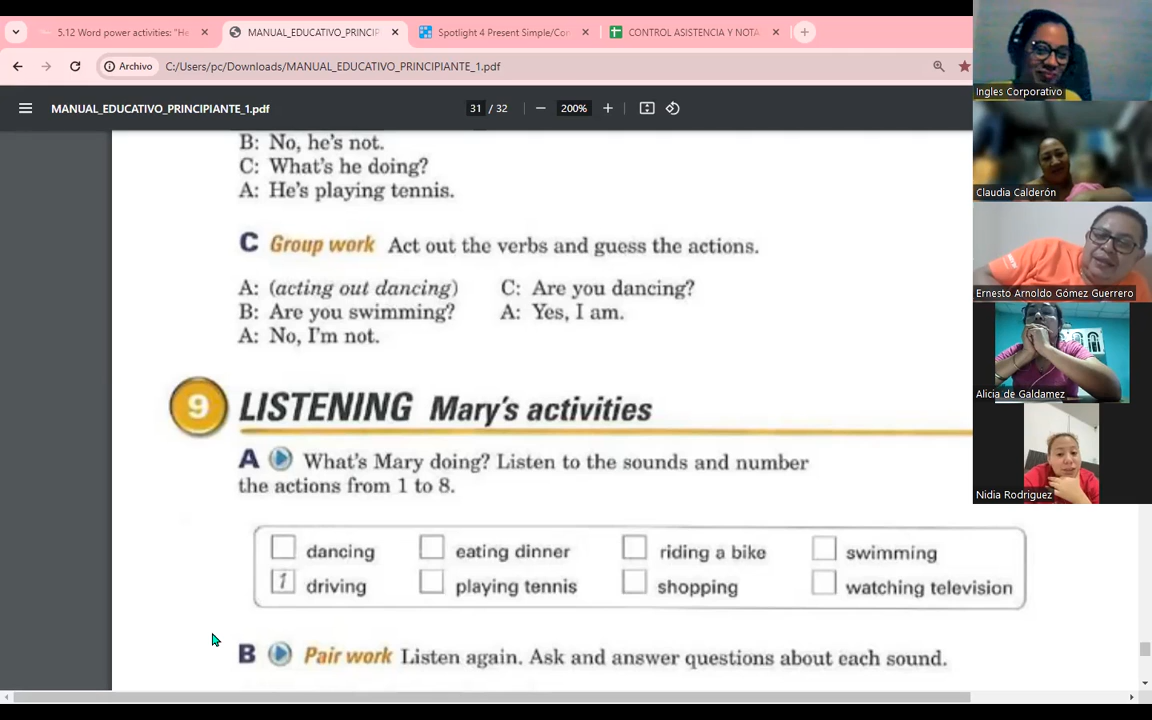 5.12 Word power activities: "He
MANUAL_EDUCATIVO_PRINCIP
Spotlight 4 Present Simple/Con
CONTROL ASISTENCIA Y NOTA
Archivo C:/Users/pc/Downloads/MANUAL_EDUCATIVO_PRINCIPIANTE_1.pdf
MANUAL_EDUCATIVO_PRINCIPIANTE_1.pdf 31 / 32 200%
B: No, he's not.
C: What's he doing?
A: He's playing tennis.
C Group work Act out the verbs and guess the actions.
A: (acting out dancing) C: Are you dancing?
B: Are you swimming? A: Yes, I am.
A: No, I'm not.
9 LISTENING Mary's activities
A What's Mary doing? Listen to the sounds and number
the actions from 1 to 8.
dancing eating dinner riding a bike swimming
1 driving playing tennis shopping watching television
B Pair work Listen again. Ask and answer questions about each sound.
Ingles Corporativo
Claudia Calderón
Ernesto Arnoldo Gómez Guerrero
Alicia de Galdamez
Nidia Rodriguez